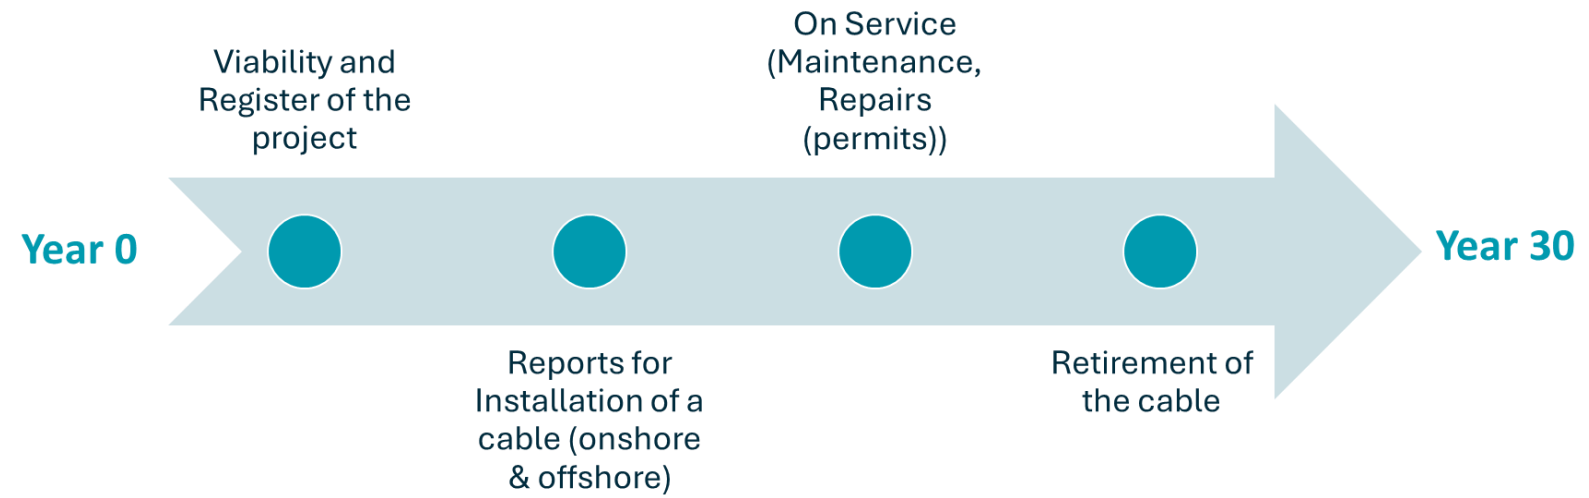 Year 0
Viability and
Register of the
project
Reports for
Installation of a
cable (onshore
& offshore)
On Service
(Maintenance,
Repairs
(permits))
Retirement of
the cable
Year 30